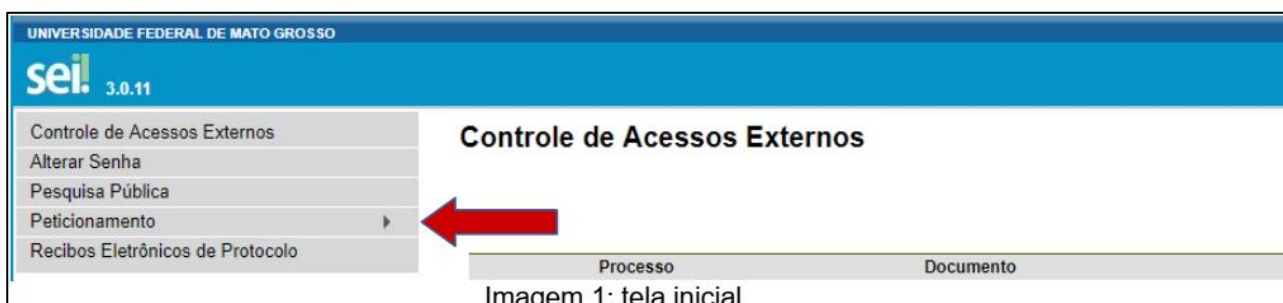 UNIVERSIDADE FEDERAL DE MATO GROSSO
sei! 3.0.11
Controle de Acessos Externos
Alterar Senha
Pesquisa Pública
Peticionamento
Recibos Eletrônicos de Protocolo
Controle de Acessos Externos
Processo Documento
Imagem 1: tela inicial